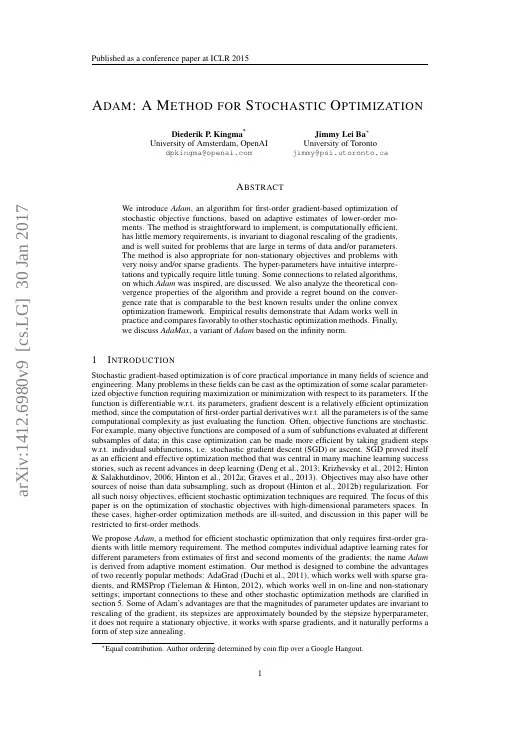 Published as a conference paper at ICLR 2015
ADAM: A METHOD FOR STOCHASTIC OPTIMIZATION
Diederik P. Kingma*
University of Amsterdam, OpenAI
dpkingma@openai.com
Jimmy Lei Ba*
University of Toronto
jimmy@psi.utoronto.ca
ABSTRACT
We introduce Adam, an algorithm for first-order gradient-based optimization of
stochastic objective functions, based on adaptive estimates of lower-order mo-
ments. The method is straightforward to implement, is computationally efficient,
has little memory requirements, is invariant to diagonal rescaling of the gradients,
and is well suited for problems that are large in terms of data and/or parameters.
The method is also appropriate for non-stationary objectives and problems with
very noisy and/or sparse gradients. The hyper-parameters have intuitive interpre-
tations and typically require little tuning. Some connections to related algorithms,
on which Adam was inspired, are discussed. We also analyze the theoretical con-
vergence properties of the algorithm and provide a regret bound on the conver-
gence rate that is comparable to the best known results under the online convex
optimization framework. Empirical results demonstrate that Adam works well in
practice and compares favorably to other stochastic optimization methods. Finally,
we discuss AdaMax, a variant of Adam based on the infinity norm.
1 INTRODUCTION
Stochastic gradient-based optimization is of core practical importance in many fields of science and
engineering. Many problems in these fields can be cast as the optimization of some scalar parameter-
ized objective function requiring maximization or minimization with respect to its parameters. If the
function is differentiable w.r.t. its parameters, gradient descent is a relatively efficient optimization
method, since the computation of first-order partial derivatives w.r.t. all the parameters is of the same
computational complexity as just evaluating the function. Often, objective functions are stochastic.
For example, many objective functions are composed of a sum of subfunctions evaluated at different
subsamples of data; in this case optimization can be made more efficient by taking gradient steps
w.r.t. individual subfunctions, i.e. stochastic gradient descent (SGD) or ascent. SGD proved itself
as an efficient and effective optimization method that was central in many machine learning success
stories, such as recent advances in deep learning (Deng et al., 2013; Krizhevsky et al., 2012; Hinton
& Salakhutdinov, 2006; Hinton et al., 2012a; Graves et al., 2013). Objectives may also have other
sources of noise than data subsampling, such as dropout (Hinton et al., 2012b) regularization. For
all such noisy objectives, efficient stochastic optimization techniques are required. The focus of this
paper is on the optimization of stochastic objectives with high-dimensional parameters spaces. In
these cases, higher-order optimization methods are ill-suited, and discussion in this paper will be
restricted to first-order methods.
We propose Adam, a method for efficient stochastic optimization that only requires first-order gra-
dients with little memory requirement. The method computes individual adaptive learning rates for
different parameters from estimates of first and second moments of the gradients; the name Adam
is derived from adaptive moment estimation. Our method is designed to combine the advantages
of two recently popular methods: AdaGrad (Duchi et al., 2011), which works well with sparse gra-
dients, and RMSProp (Tieleman & Hinton, 2012), which works well in on-line and non-stationary
settings; important connections to these and other stochastic optimization methods are clarified in
section 5. Some of Adam's advantages are that the magnitudes of parameter updates are invariant to
rescaling of the gradient, its stepsizes are approximately bounded by the stepsize hyperparameter,
it does not require a stationary objective, it works with sparse gradients, and it naturally performs a
form of step size annealing.
*Equal contribution. Author ordering determined by coin flip over a Google Hangout.
1
arXiv:1412.6980v9 [cs.LG] 30 Jan 2017